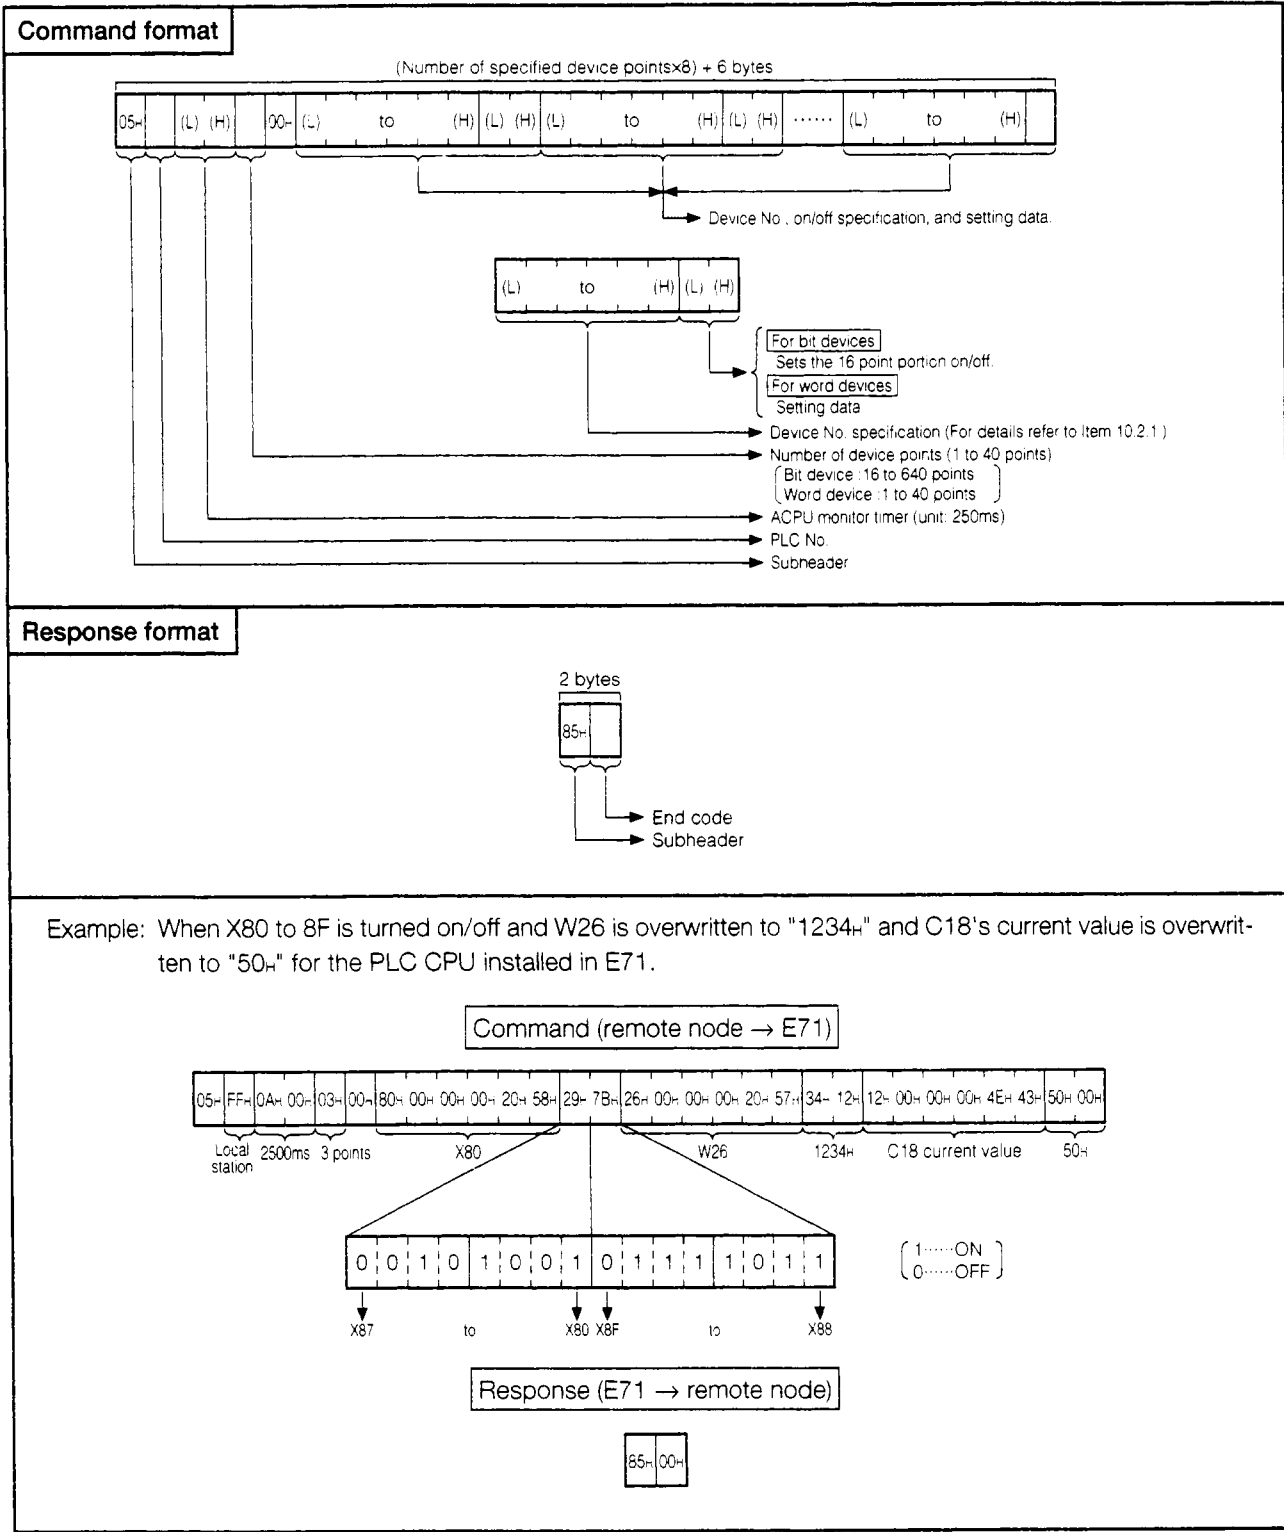 Command format
(Number of specified device points×8) + 6 bytes
05H (L) (H) 00H (L) to (H) (L) (H) (L) to (H) (L) (H) ...... (L) to (H)
Device No., on/off specification, and setting data.
(L) to (H) (L) (H)
For bit devices
Sets the 16 point portion on/off.
For word devices
Setting data
Device No. specification (For details refer to Item 10.2.1)
Number of device points (1 to 40 points)
Bit device :16 to 640 points
Word device :1 to 40 points
ACPU monitor timer (unit: 250ms)
PLC No.
Subheader
Response format
2 bytes
85H
End code
Subheader
Example: When X80 to 8F is turned on/off and W26 is overwritten to "1234H" and C18's current value is overwrit-
ten to "50H" for the PLC CPU installed in E71.
Command (remote node → E71)
05H FFH 0AH 00H 03H 00H 80H 00H 00H 00H 20H 58H 29H 7BH 26H 00H 00H 00H 20H 57H 34H 12H 12H 00H 00H 00H 4EH 43H 50H 00H
Local station 2500ms 3 points X80 W26 1234H C18 current value 50H
0 0 1 0 1 0 0 1 0 1 1 1 1 0 1 1
1......ON
0......OFF
X87 to X80 X8F to X88
Response (E71 → remote node)
85H 00H